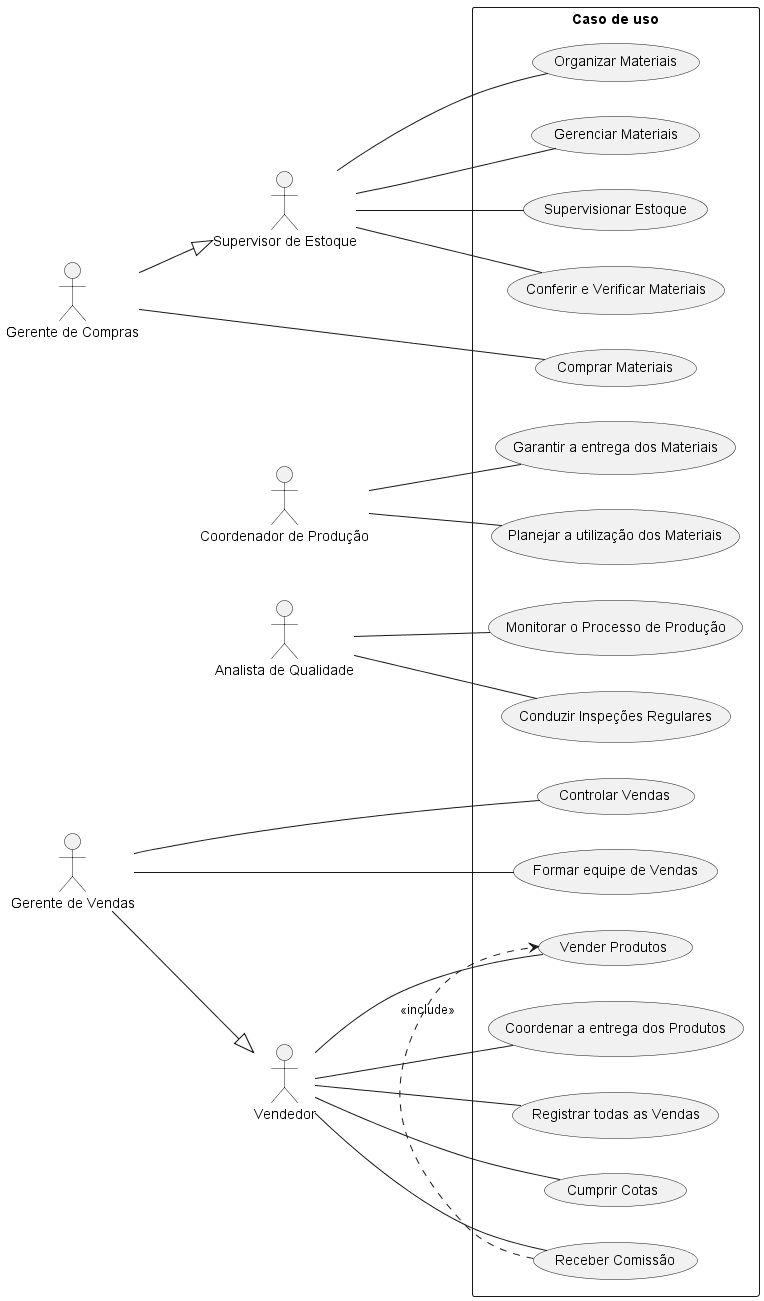 Caso de uso
Organizar Materiais
Gerenciar Materiais
Supervisionar Estoque
Supervisor de Estoque
Conferir e Verificar Materiais
Gerente de Compras
Comprar Materiais
Garantir a entrega dos Materiais
Coordenador de Produção
Planejar a utilização dos Materiais
Monitorar o Processo de Produção
Analista de Qualidade
Conduzir Inspeções Regulares
Controlar Vendas
Formar equipe de Vendas
Gerente de Vendas
Vender Produtos
«include»
Coordenar a entrega dos Produtos
Vendedor
Registrar todas as Vendas
Cumprir Cotas
Receber Comissão